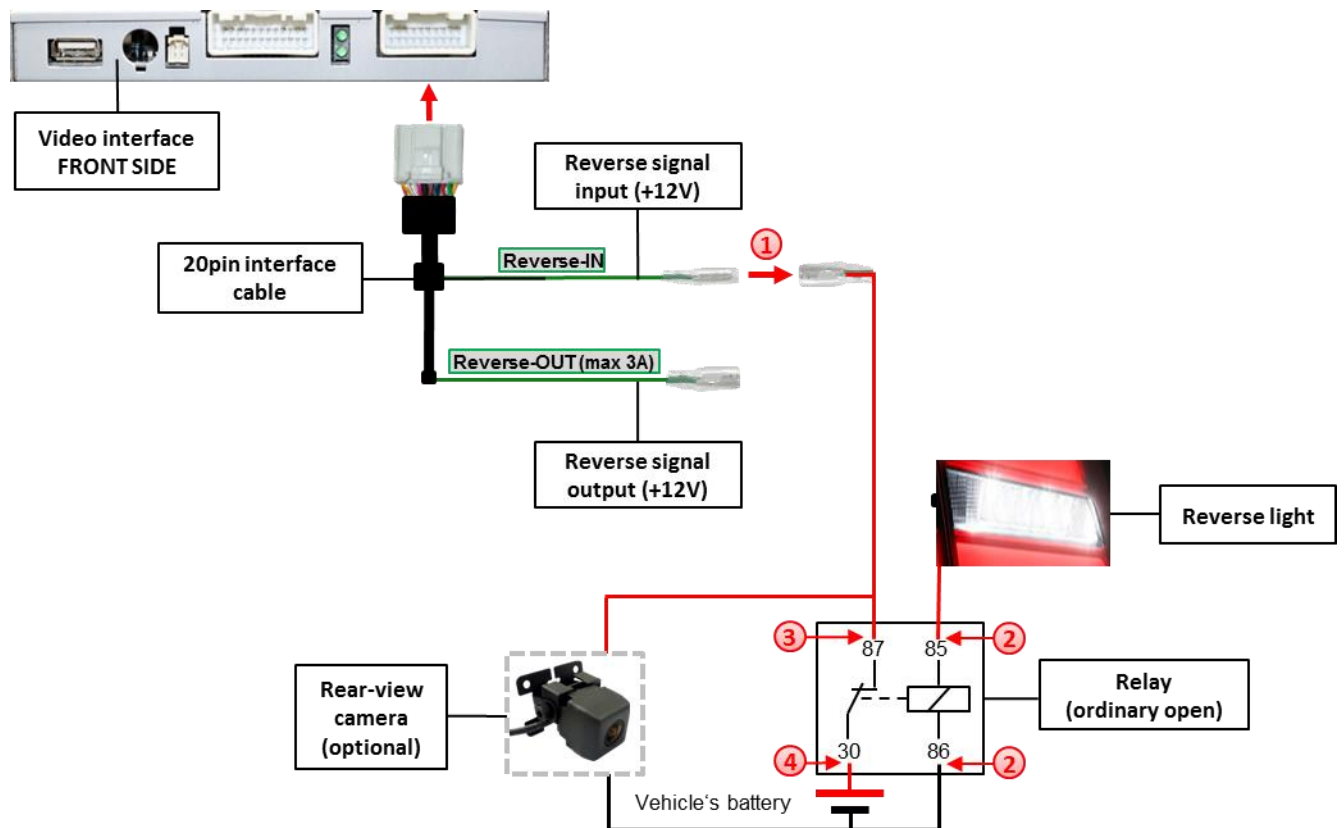 Video interface
FRONT SIDE
Reverse signal
input (+12V)
1
20pin interface
cable
Reverse-IN
Reverse-OUT(max 3A)
Reverse signal
output (+12V)
Reverse light
3
87
85
2
Rear-view
camera
(optional)
Relay
(ordinary open)
4
30
86
2
Vehicle‘s battery